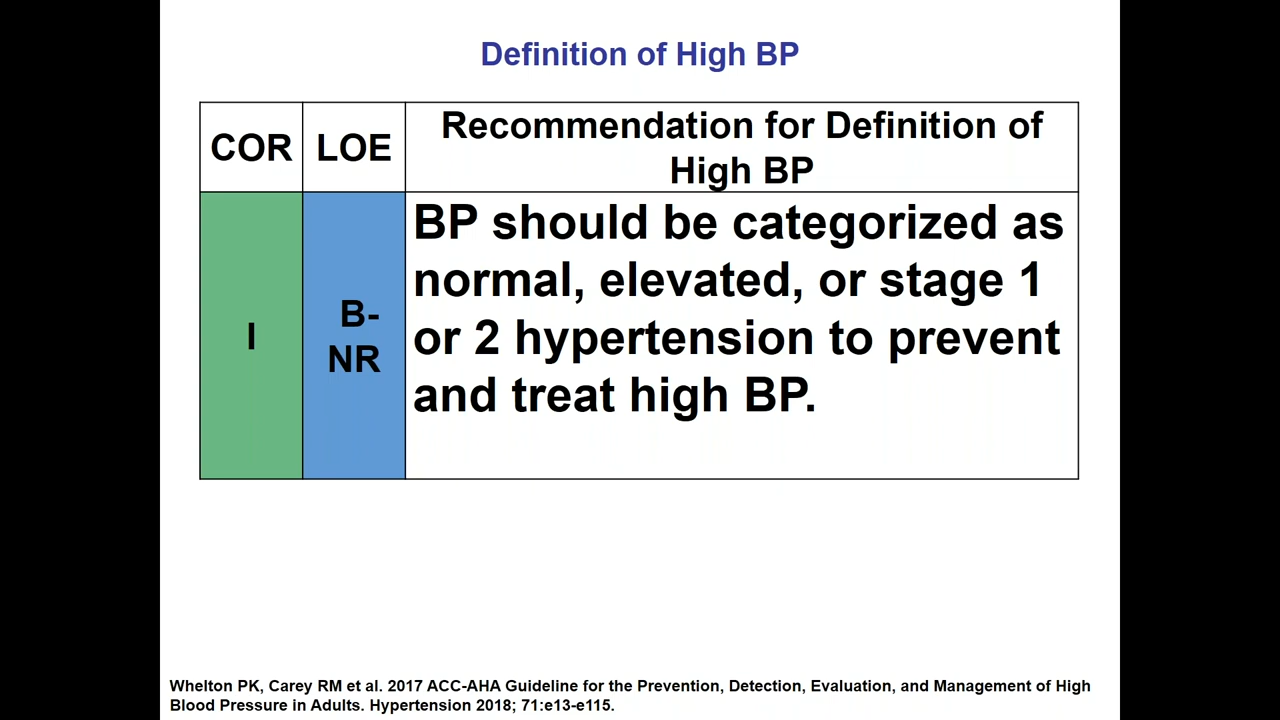 Definition of High BP
COR
LOE
Recommendation for Definition of
High BP
I
B-
NR
BP should be categorized as
normal, elevated, or stage 1
or 2 hypertension to prevent
and treat high BP.
Whelton PK, Carey RM et al. 2017 ACC-AHA Guideline for the Prevention, Detection, Evaluation, and Management of High
Blood Pressure in Adults. Hypertension 2018; 71:e13-e115.